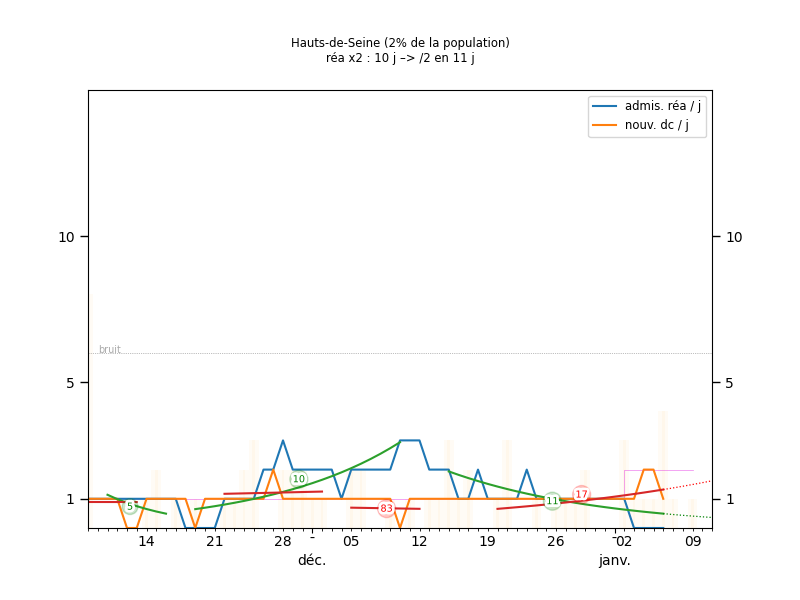 Hauts-de-Seine (2% de la population)
réa x2 : 10 j –> /2 en 11 j
admis. réa / j
nouv. dc / j
10 10
bruit
5 5
10
17
11
5
83
1 1
14 21 28 - 05 12 19 26 - 02 09
déc. janv.